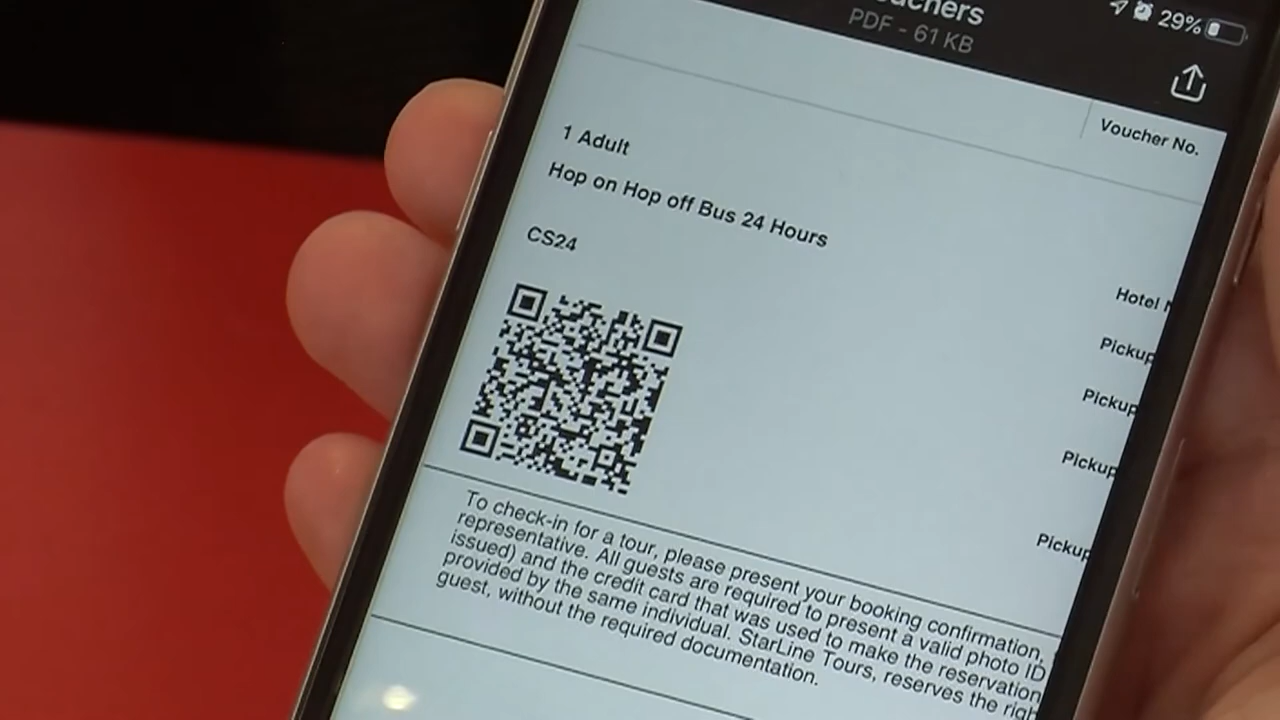 29%
PDF - 61 KB
Voucher No.
1 Adult
Hop on Hop off Bus 24 Hours
CS24
Hotel
Pickup
Pickup
Pickup
Pickup
To check-in for a tour, please present your booking confirmation,
representative. All guests are required to present a valid photo ID
issued) and the credit card that was used to make the reservation
provided by the same individual. StarLine Tours, reserves the
guest, without the required documentation.